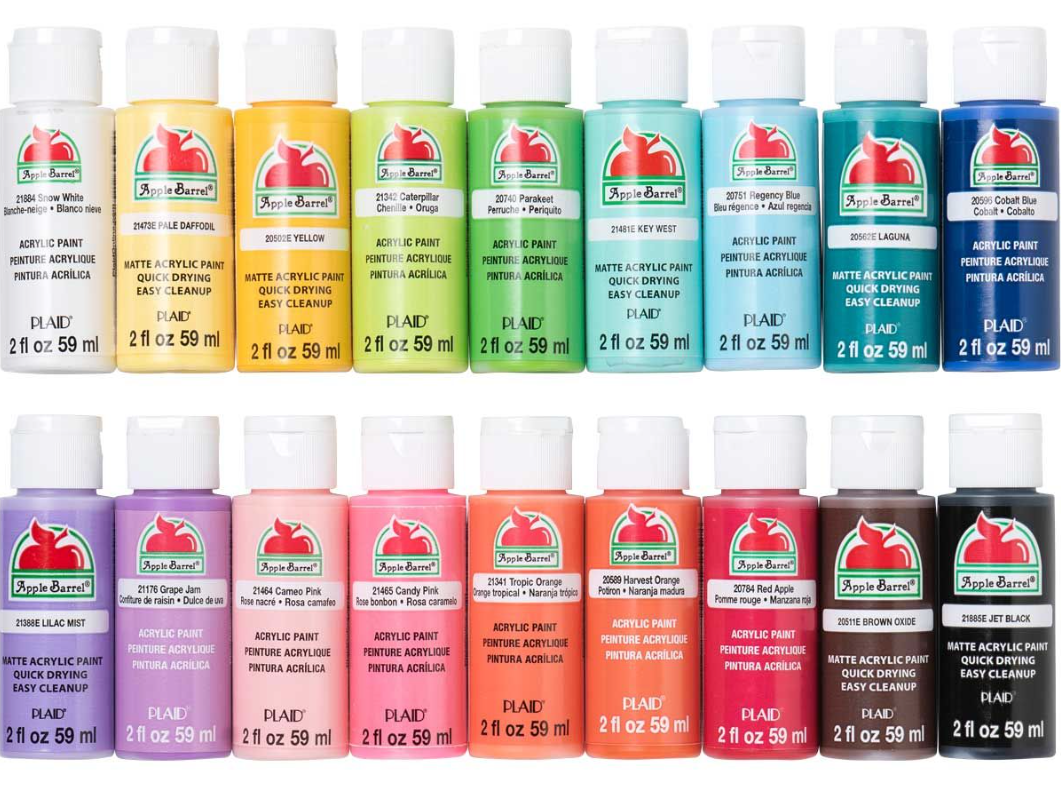 Apple Barrel®
21884 Snow White
Blanche-neige • Blanco nieve
ACRYLIC PAINT
PEINTURE ACRYLIQUE
PINTURA ACRÍLICA
PLAID®
2 fl oz 59 ml
Apple Barrel®
21473E PALE DAFFODIL
MATTE ACRYLIC PAINT
QUICK DRYING
EASY CLEANUP
PLAID®
2 fl oz 59 ml
Apple Barrel®
20502E YELLOW
MATTE ACRYLIC PAINT
QUICK DRYING
EASY CLEANUP
PLAID®
2 fl oz 59 ml
Apple Barrel®
21342 Caterpillar
Chenille • Oruga
ACRYLIC PAINT
PEINTURE ACRYLIQUE
PINTURA ACRÍLICA
PLAID®
2 fl oz 59 ml
Apple Barrel®
20740 Parakeet
Perruche • Periquito
ACRYLIC PAINT
PEINTURE ACRYLIQUE
PINTURA ACRÍLICA
PLAID®
2 fl oz 59 ml
Apple Barrel®
21481E KEY WEST
MATTE ACRYLIC PAINT
QUICK DRYING
EASY CLEANUP
PLAID®
2 fl oz 59 ml
Apple Barrel®
20751 Regency Blue
Bleu régence • Azul regencia
ACRYLIC PAINT
PEINTURE ACRYLIQUE
PINTURA ACRÍLICA
PLAID®
2 fl oz 59 ml
Apple Barrel®
20562E LAGUNA
MATTE ACRYLIC PAINT
QUICK DRYING
EASY CLEANUP
PLAID®
2 fl oz 59 ml
Apple Barrel®
20596 Cobalt Blue
Cobalt • Cobalto
ACRYLIC PAINT
PEINTURE ACRYLIQUE
PINTURA ACRÍLICA
PLAID®
2 fl oz 59 ml
Apple Barrel®
21388E LILAC MIST
MATTE ACRYLIC PAINT
QUICK DRYING
EASY CLEANUP
PLAID®
2 fl oz 59 ml
Apple Barrel®
21176 Grape Jam
Confiture de raisin • Dulce de uva
ACRYLIC PAINT
PEINTURE ACRYLIQUE
PINTURA ACRÍLICA
PLAID®
2 fl oz 59 ml
Apple Barrel®
21464 Cameo Pink
Rose nacré • Rosa camafeo
ACRYLIC PAINT
PEINTURE ACRYLIQUE
PINTURA ACRÍLICA
PLAID®
2 fl oz 59 ml
Apple Barrel®
21465 Candy Pink
Rose bonbon • Rosa caramelo
ACRYLIC PAINT
PEINTURE ACRYLIQUE
PINTURA ACRÍLICA
PLAID®
2 fl oz 59 ml
Apple Barrel®
21341 Tropic Orange
Orange tropical • Naranja trópico
ACRYLIC PAINT
PEINTURE ACRYLIQUE
PINTURA ACRÍLICA
PLAID®
2 fl oz 59 ml
Apple Barrel®
20589 Harvest Orange
Potiron • Naranja madura
ACRYLIC PAINT
PEINTURE ACRYLIQUE
PINTURA ACRÍLICA
PLAID®
2 fl oz 59 ml
Apple Barrel®
20784 Red Apple
Pomme rouge • Manzana roja
ACRYLIC PAINT
PEINTURE ACRYLIQUE
PINTURA ACRÍLICA
PLAID®
2 fl oz 59 ml
Apple Barrel®
20511E BROWN OXIDE
MATTE ACRYLIC PAINT
QUICK DRYING
EASY CLEANUP
PLAID®
2 fl oz 59 ml
Apple Barrel®
21885E JET BLACK
MATTE ACRYLIC PAINT
QUICK DRYING
EASY CLEANUP
PLAID®
2 fl oz 59 ml